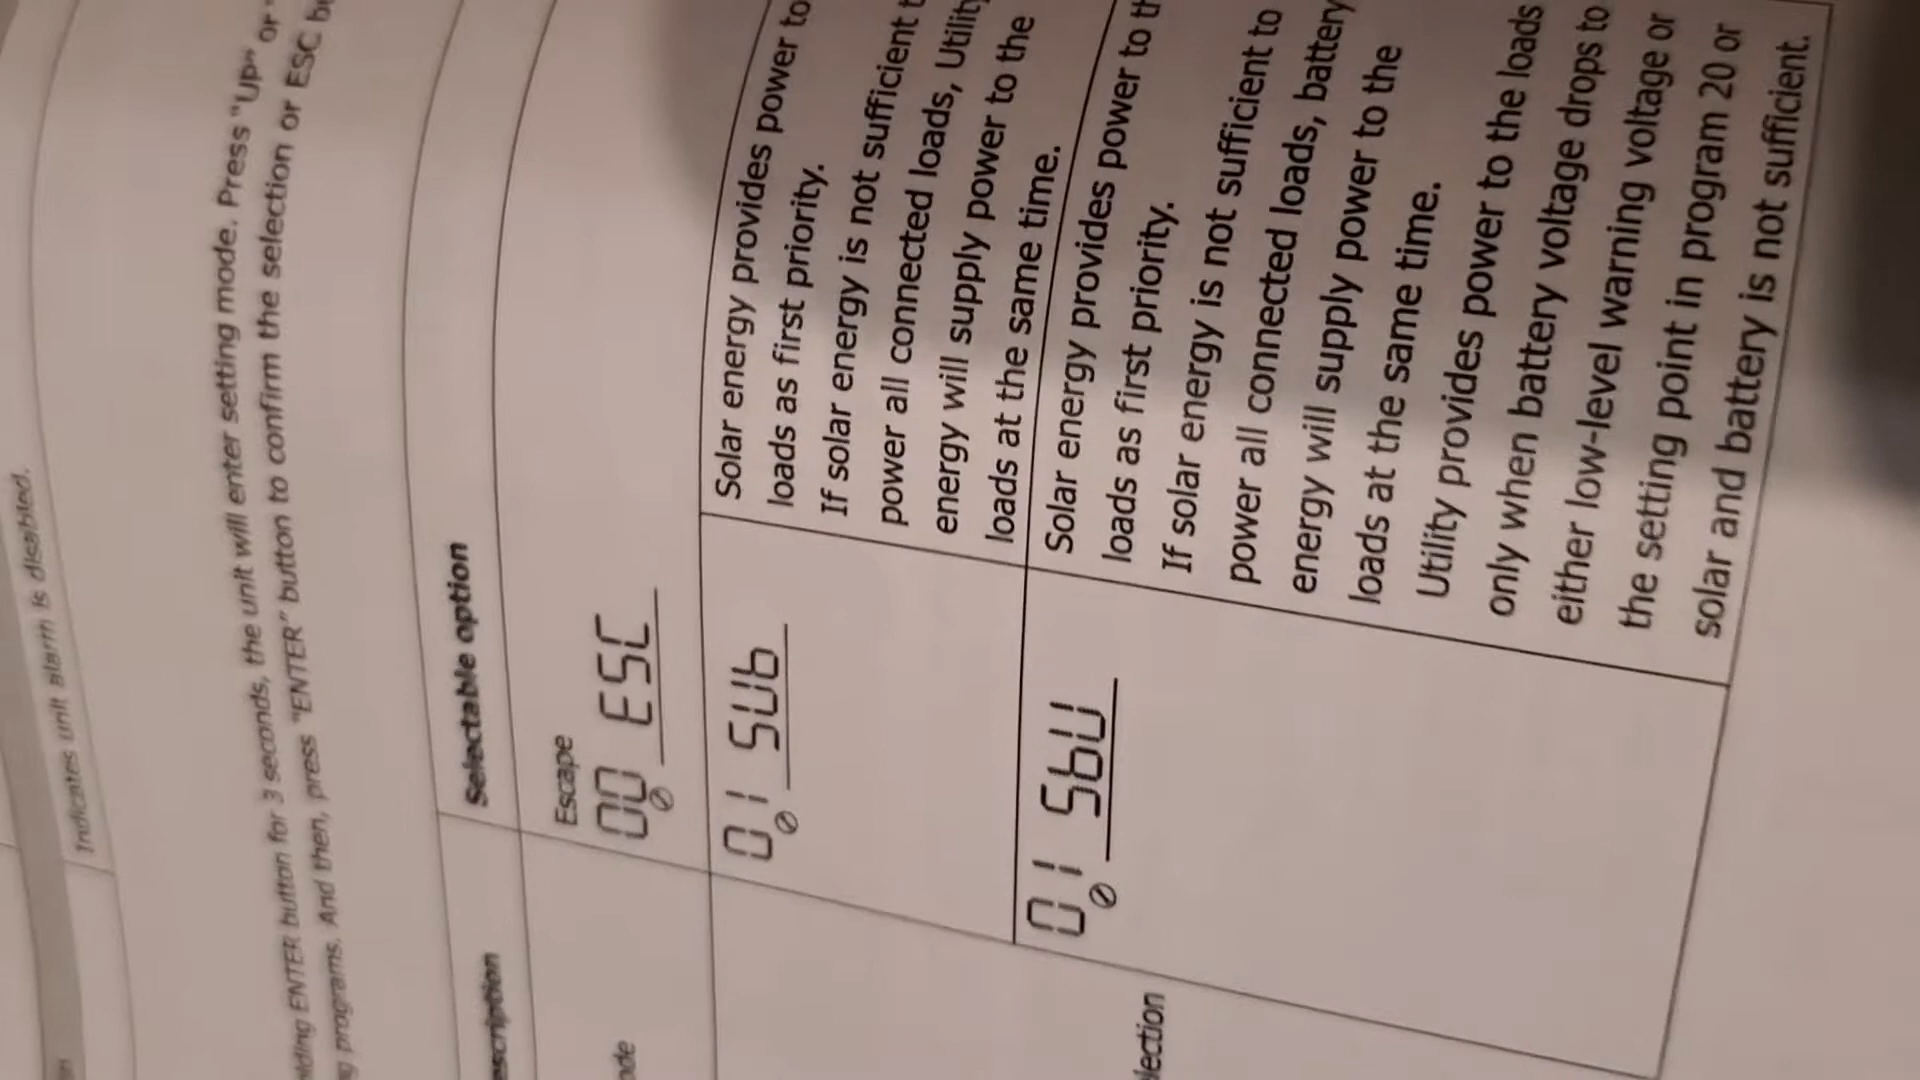 Indicates unit alarm is disabled.
ENTER button for 3 seconds, the unit will enter setting mode. Press "UP" or
programs. And then, press "ENTER" button to confirm the selection or ESC
Selectable option
Escape
00 ESC
01 SUb
Solar energy provides power to
loads as first priority.
If solar energy is not sufficient
power all connected loads, Utility
energy will supply power to the
loads at the same time.
01 SbU
Solar energy provides power to
loads as first priority.
If solar energy is not sufficient to
power all connected loads, battery
energy will supply power to the
loads at the same time.
Utility provides power to the loads
only when battery voltage drops to
either low-level warning voltage or
the setting point in program 20 or
solar and battery is not sufficient.